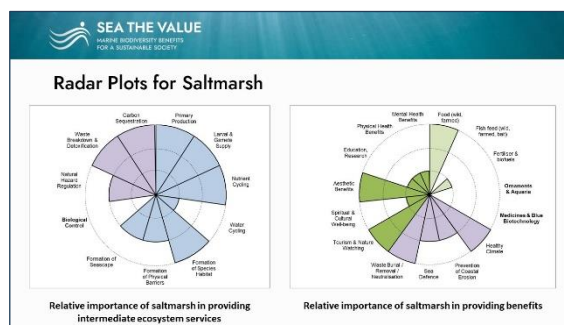 SEA THE VALUE
MARINE BIODIVERSITY BENEFITS
FOR A SUSTAINABLE SOCIETY
Radar Plots for Saltmarsh
Carbon
Sequestration
Primary
Production
Larval &
Gamete
Supply
Nutrient
Cycling
Water
Cycling
Formation of
Species
Habitat
Formation
of Physical
Barriers
Formation of
Seascape
Biological
Control
Natural
Hazard
Regulation
Waste
Breakdown &
Detoxification
Relative importance of saltmarsh in providing
intermediate ecosystem services
Mental Health
Benefits
Food (wild,
farmed)
Fish feed (wild,
farmed, bait)
Fertiliser &
biofuels
Ornaments
& Aquaria
Medicines & Blue
Biotechnology
Healthy
Climate
Prevention
of Coastal
Erosion
Sea
Defence
Waste Burial /
Removal /
Neutralisation
Tourism & Nature
Watching
Spiritual &
Cultural
Well-being
Aesthetic
Benefits
Education,
Research
Physical Health
Benefits
Relative importance of saltmarsh in providing benefits